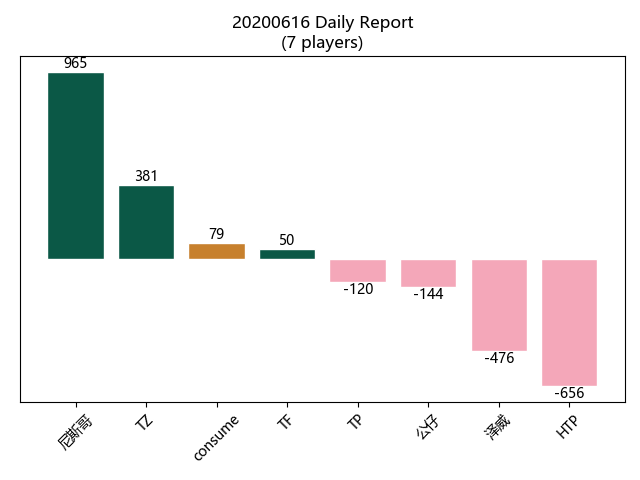 20200616 Daily Report
(7 players)
965
381
79
50
-120
-144
-476
-656
尼斯哥
TZ
consume
TF
TP
公仔
泽威
HTP